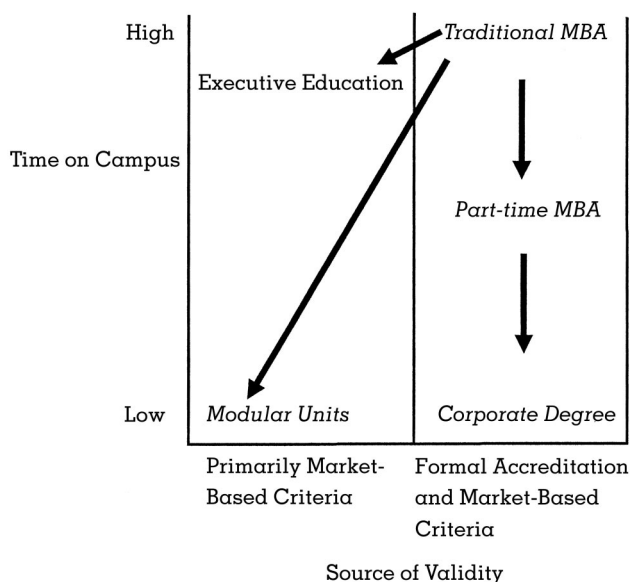 High
Traditional MBA
Executive Education
Time on Campus
Part-time MBA
Low
Modular Units
Corporate Degree
Primarily Market-
Based Criteria
Formal Accreditation
and Market-Based
Criteria
Source of Validity